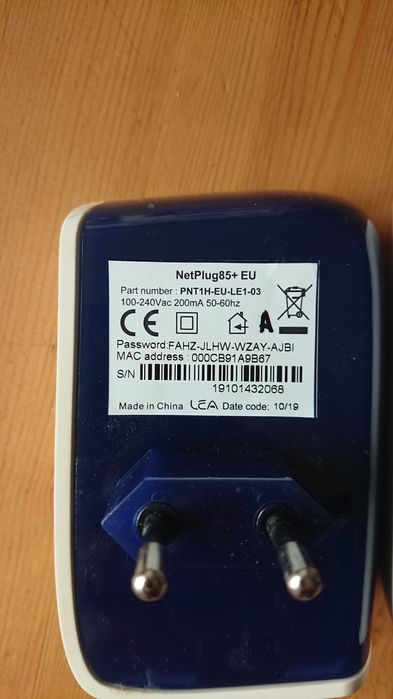 NetPlug85+ EU
Part number : PNT1H-EU-LE1-03
100-240Vac 200mA 50-60hz
CE A
Password:FAHZ-JLHW-WZAY-AJBI
MAC address : 000CB91A9B67
S/N
19101432068
Made in China LEA Date code: 10/19